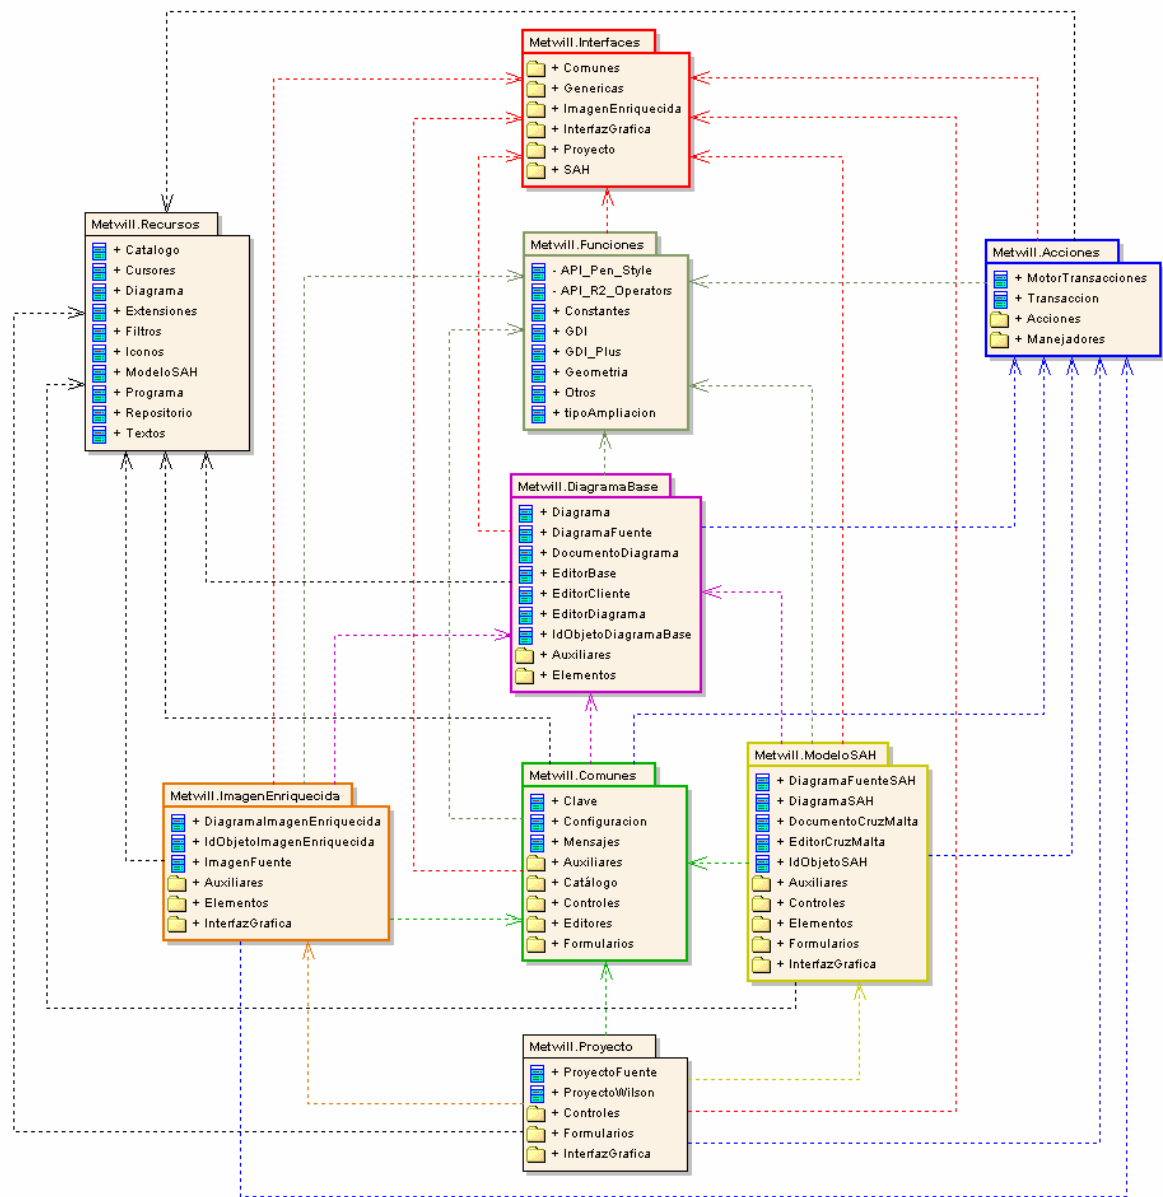 Metwill.Interfaces
+ Comunes
+ Genericas
+ ImagenEnriquecida
+ InterfazGrafica
+ Proyecto
+ SAH
Metwill.Recursos
+ Catalogo
+ Cursores
+ Diagrama
+ Extensiones
+ Filtros
+ Iconos
+ ModeloSAH
+ Programa
+ Repositorio
+ Textos
Metwill.Funciones
- API_Pen_Style
- API_R2_Operators
+ Constantes
+ GDI
+ GDI_Plus
+ Geometria
+ Otros
+ tipoAmpliacion
Metwill.Acciones
+ MotorTransacciones
+ Transaccion
+ Acciones
+ Manejadores
Metwill.DiagramaBase
+ Diagrama
+ DiagramaFuente
+ DocumentoDiagrama
+ EditorBase
+ EditorCliente
+ EditorDiagrama
+ IdObjetoDiagramaBase
+ Auxiliares
+ Elementos
Metwill.ImagenEnriquecida
+ DiagramaImagenEnriquecida
+ IdObjetoImagenEnriquecida
+ ImagenFuente
+ Auxiliares
+ Elementos
+ InterfazGrafica
Metwill.Comunes
+ Clave
+ Configuracion
+ Mensajes
+ Auxiliares
+ Catálogo
+ Controles
+ Editores
+ Formularios
Metwill.ModeloSAH
+ DiagramaFuenteSAH
+ DiagramaSAH
+ DocumentoCruzMalta
+ EditorCruzMalta
+ IdObjetoSAH
+ Auxiliares
+ Controles
+ Elementos
+ Formularios
+ InterfazGrafica
Metwill.Proyecto
+ ProyectoFuente
+ ProyectoWilson
+ Controles
+ Formularios
+ InterfazGrafica